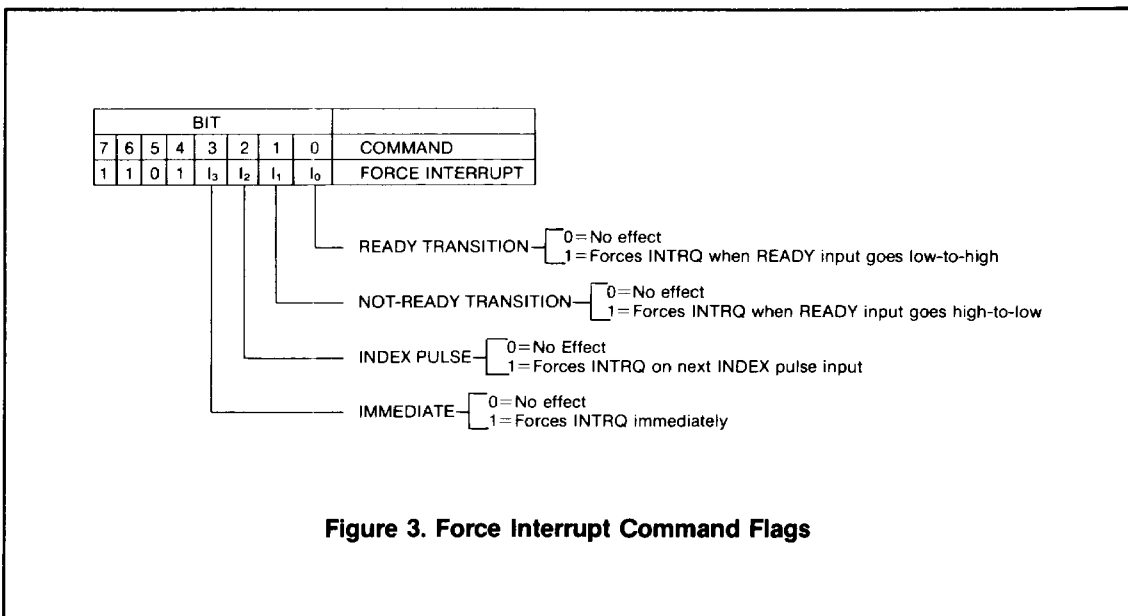 BIT
7 6 5 4 3 2 1 0 COMMAND
1 1 0 1 I₃ I₂ I₁ I₀ FORCE INTERRUPT
READY TRANSITION 0=No effect
1=Forces INTRQ when READY input goes low-to-high
NOT-READY TRANSITION 0=No effect
1=Forces INTRQ when READY input goes high-to-low
INDEX PULSE 0=No Effect
1=Forces INTRQ on next INDEX pulse input
IMMEDIATE 0=No effect
1=Forces INTRQ immediately
Figure 3. Force Interrupt Command Flags